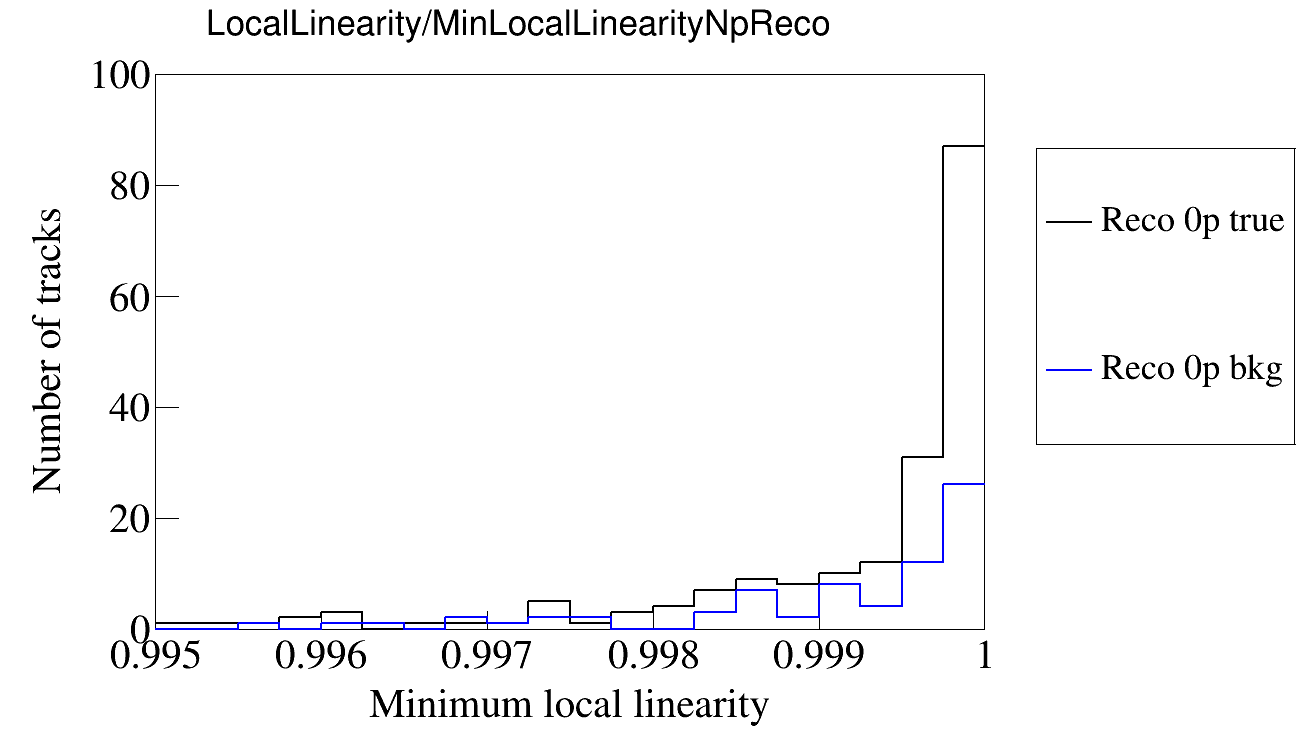 LocalLinearity/MinLocalLinearityNpReco
100
80
60
40
20
0
Number of tracks
0.995 0.996 0.997 0.998 0.999 1
Minimum local linearity
Reco 0p true
Reco 0p bkg